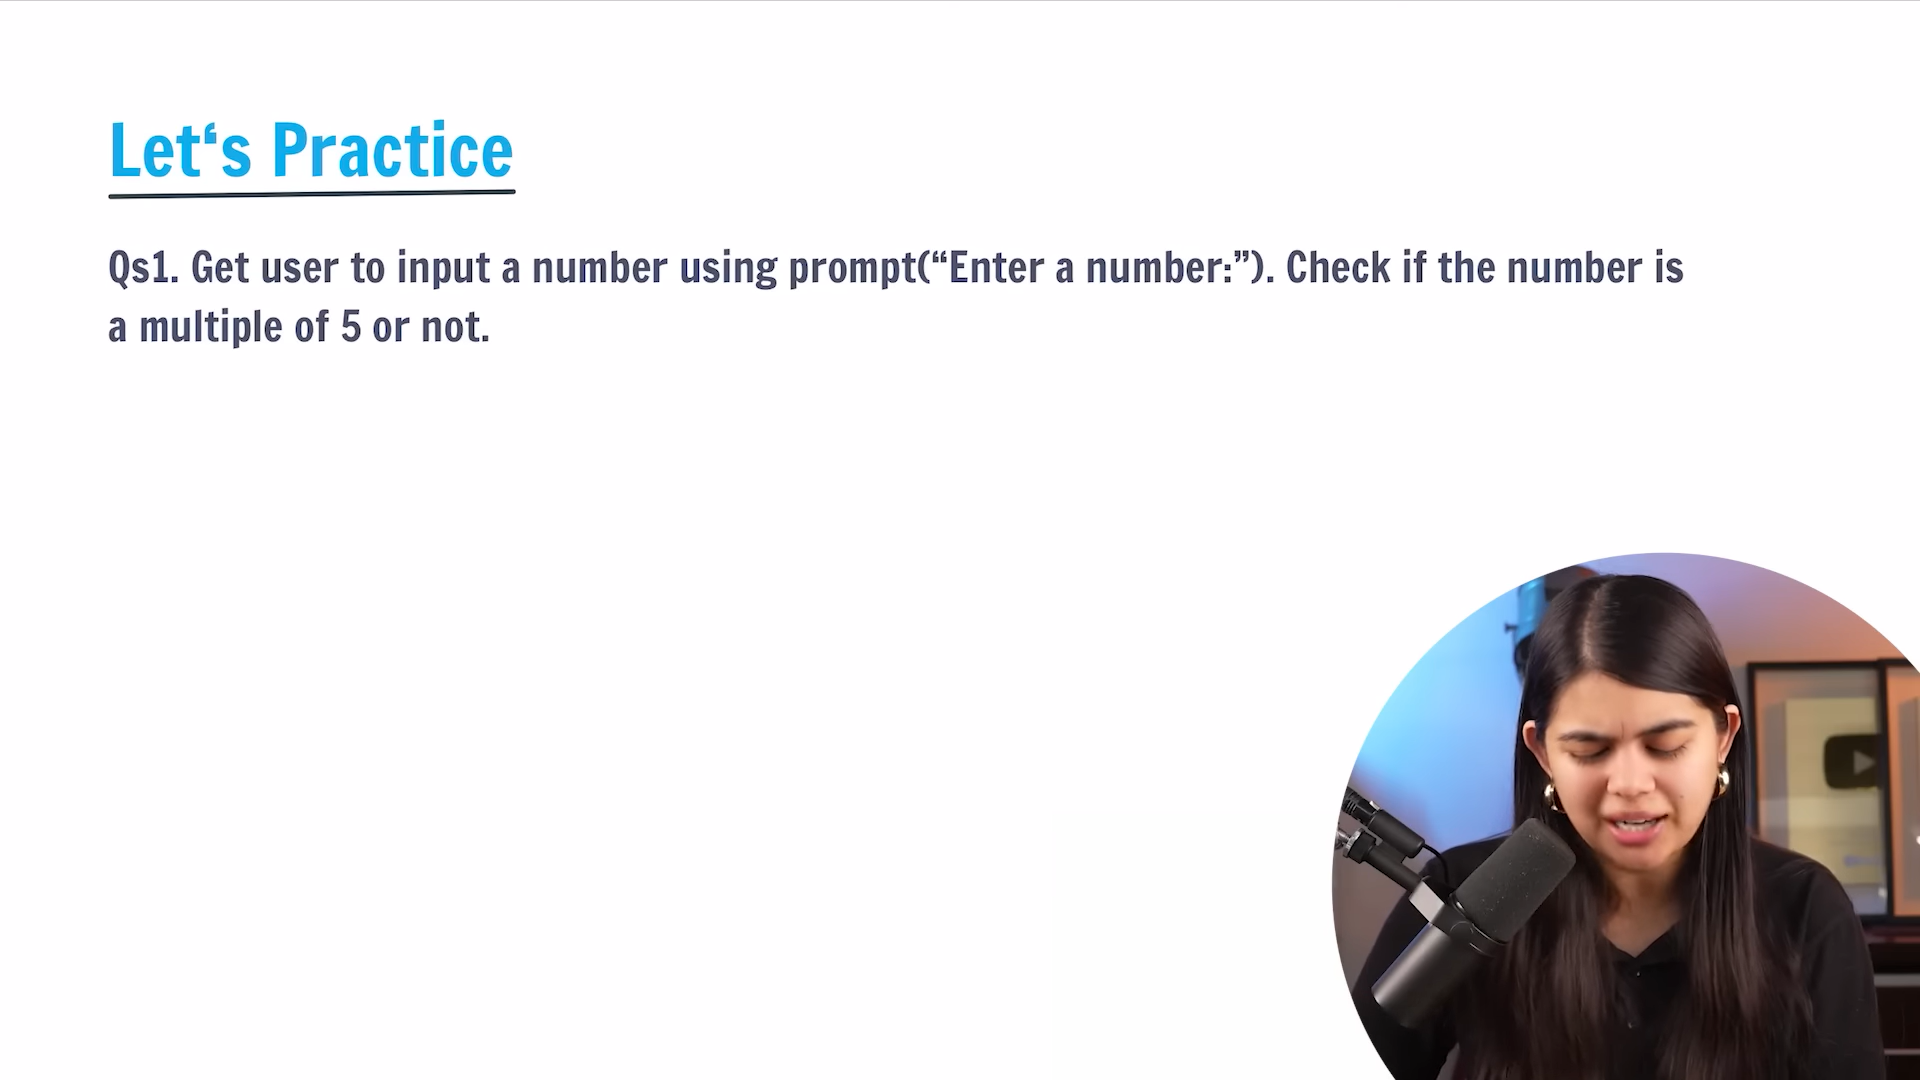 Let‘s Practice
Qs1. Get user to input a number using prompt(“Enter a number:”). Check if the number is
a multiple of 5 or not.